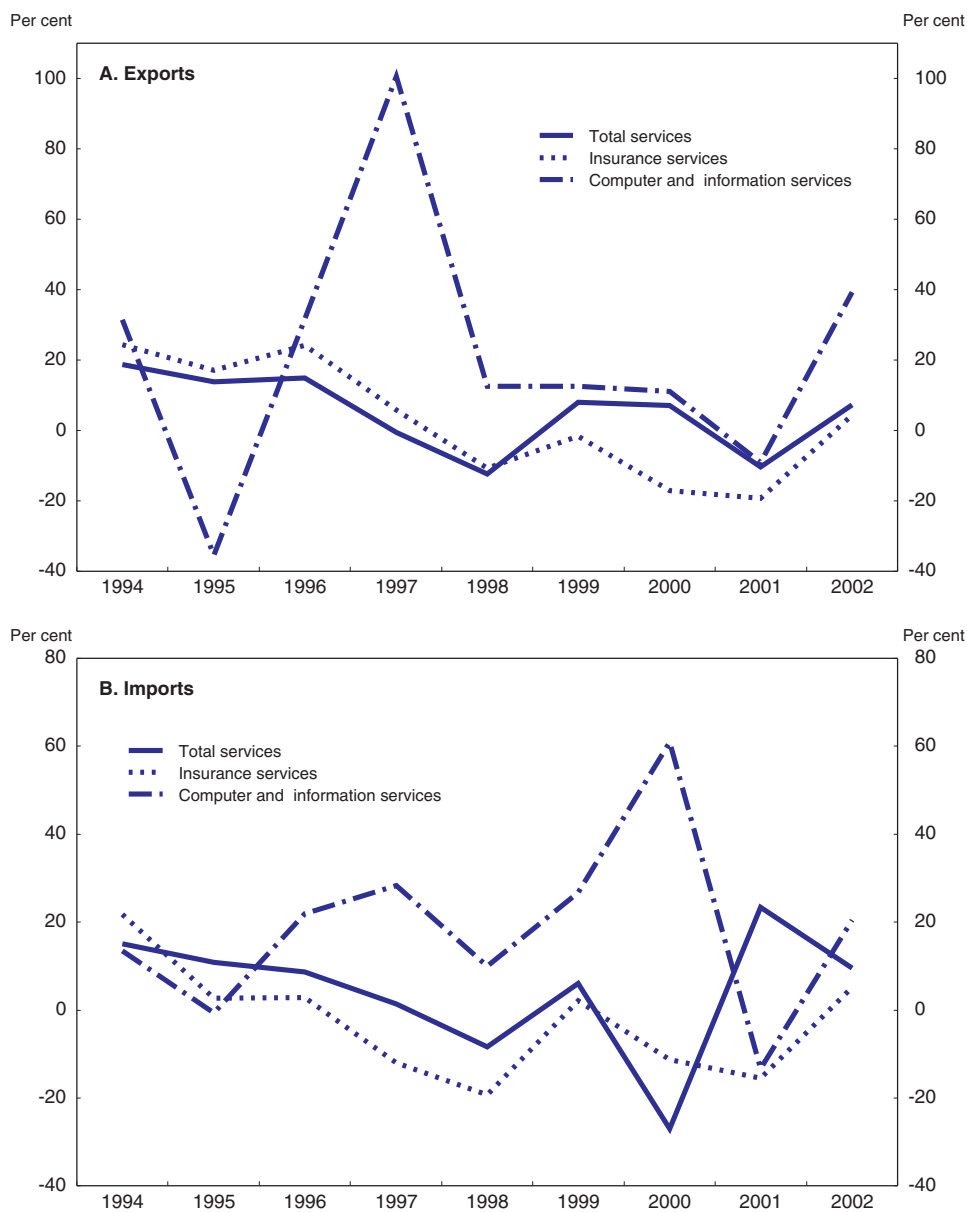 Per cent Per cent
A. Exports
100 100
Total services
80 80
Insurance services
Computer and information services
60 60
40 40
20 20
0 0
-20 -20
-40 -40
1994 1995 1996 1997 1998 1999 2000 2001 2002
Per cent Per cent
80 80
B. Imports
60 60
Total services
Insurance services
Computer and information services
40 40
20 20
0 0
-20 -20
-40 -40
1994 1995 1996 1997 1998 1999 2000 2001 2002